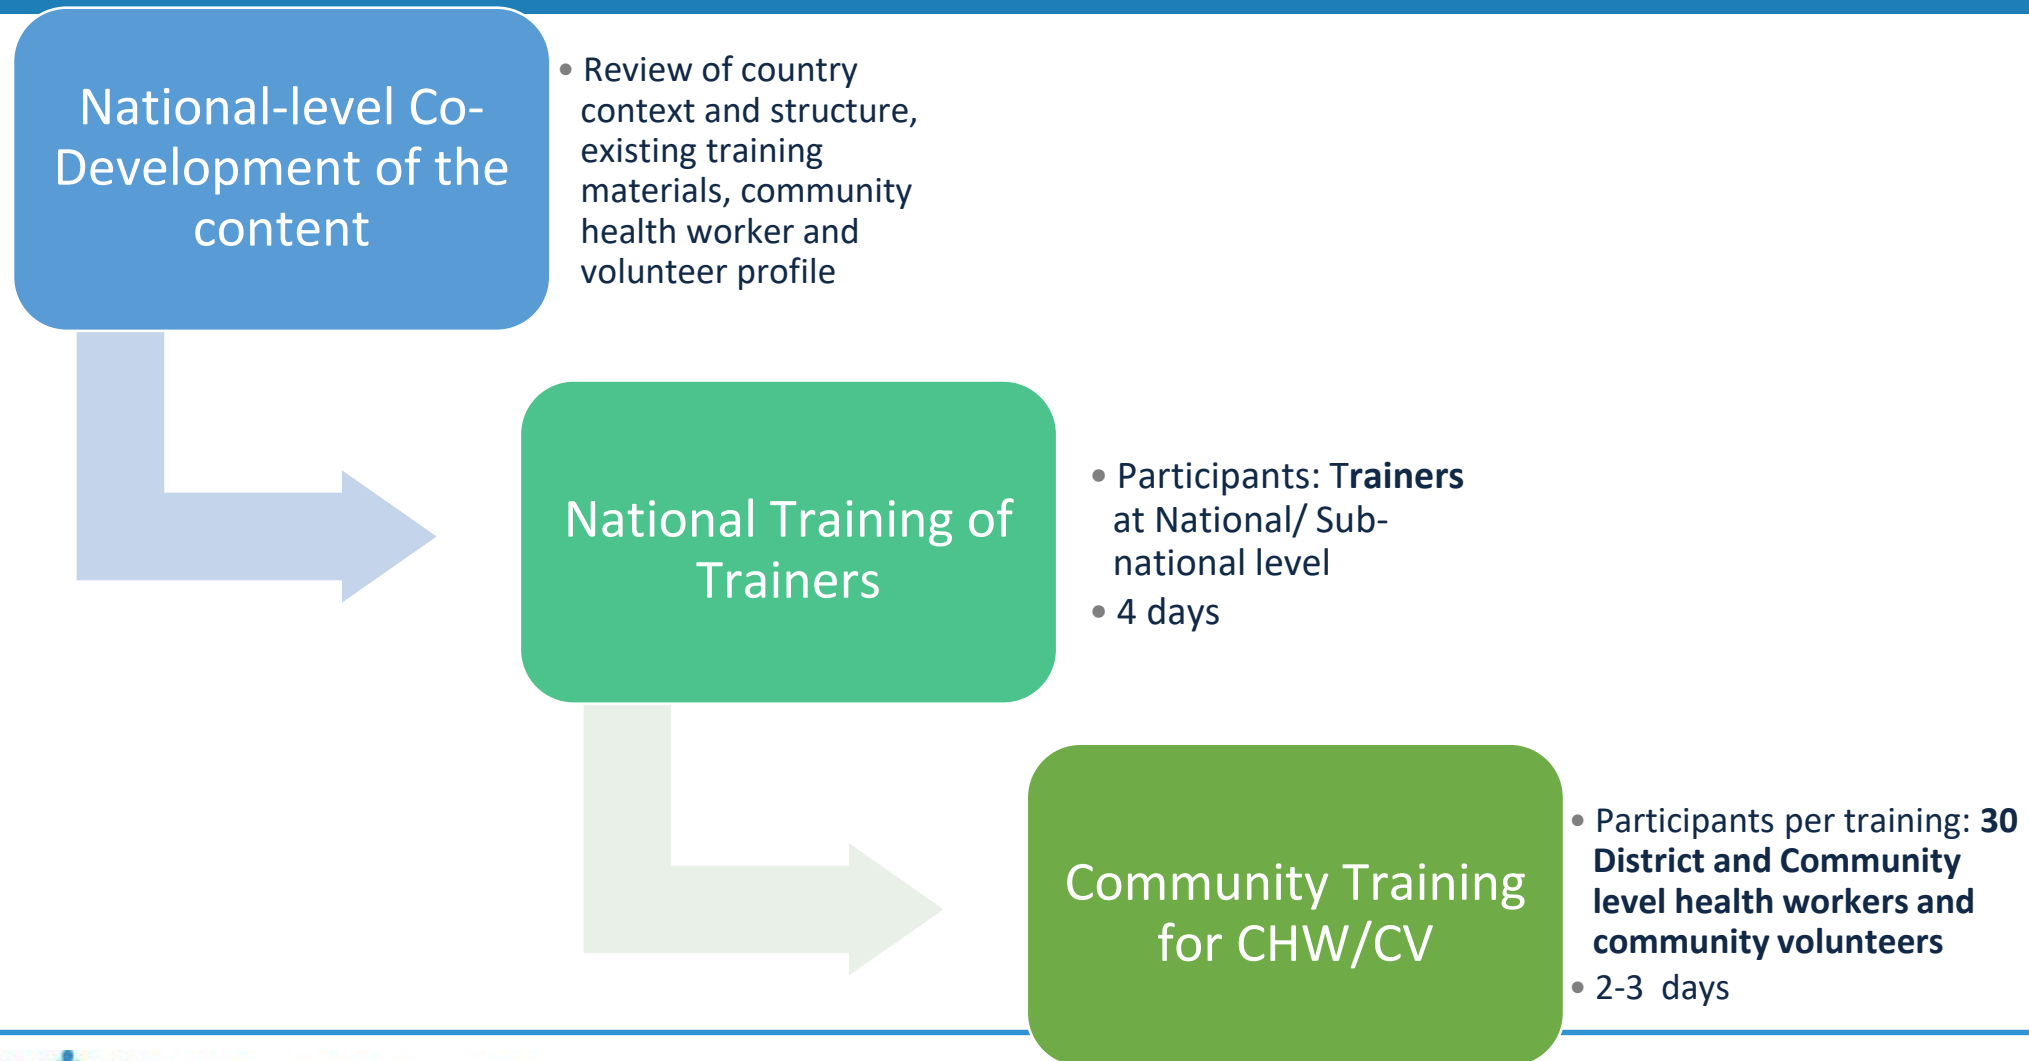 National-level Co-
Development of the
content
• Review of country
context and structure,
existing training
materials, community
health worker and
volunteer profile
National Training of
Trainers
• Participants: Trainers
at National/ Sub-
national level
• 4 days
Community Training
for CHW/CV
• Participants per training: 30
District and Community
level health workers and
community volunteers
• 2-3 days